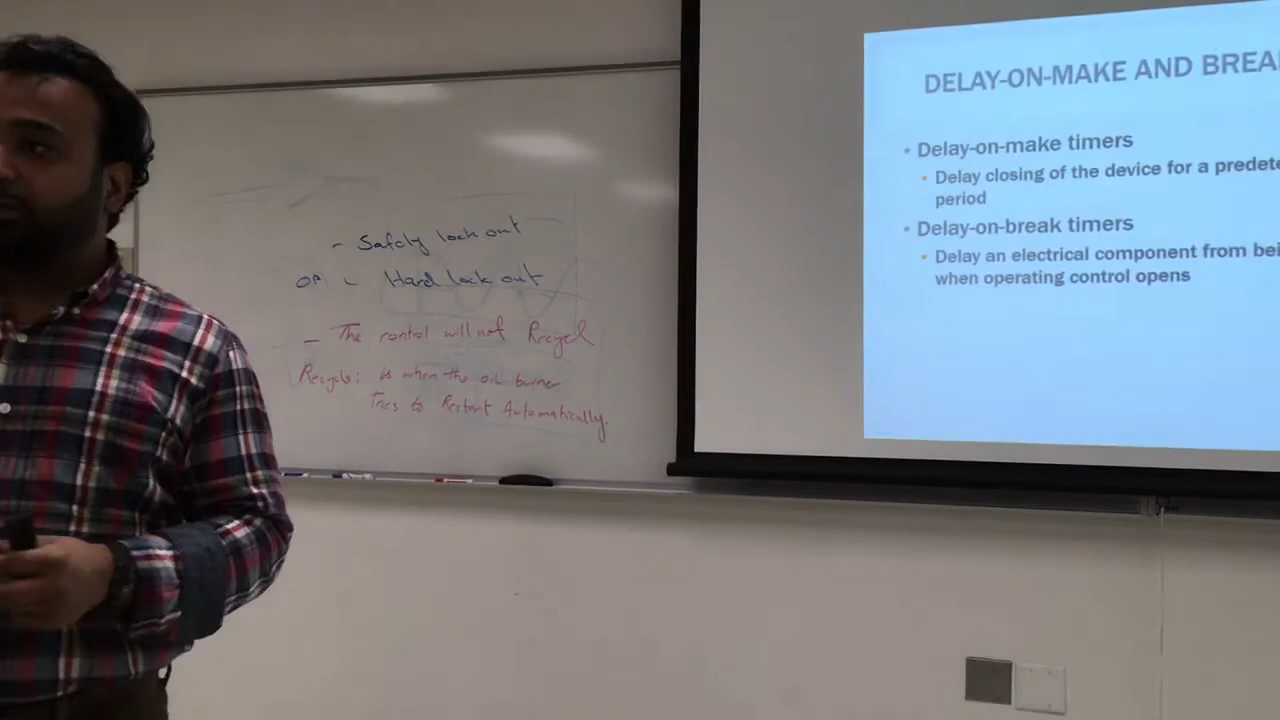 - Safety lock out
Hard lock out
- The control will not Recycl
Recycle: is when the oil burner
Tries to Restart Automatically.
DELAY-ON-MAKE AND BREA
• Delay-on-make timers
• Delay closing of the device for a predete
period
• Delay-on-break timers
• Delay an electrical component from bei
when operating control opens